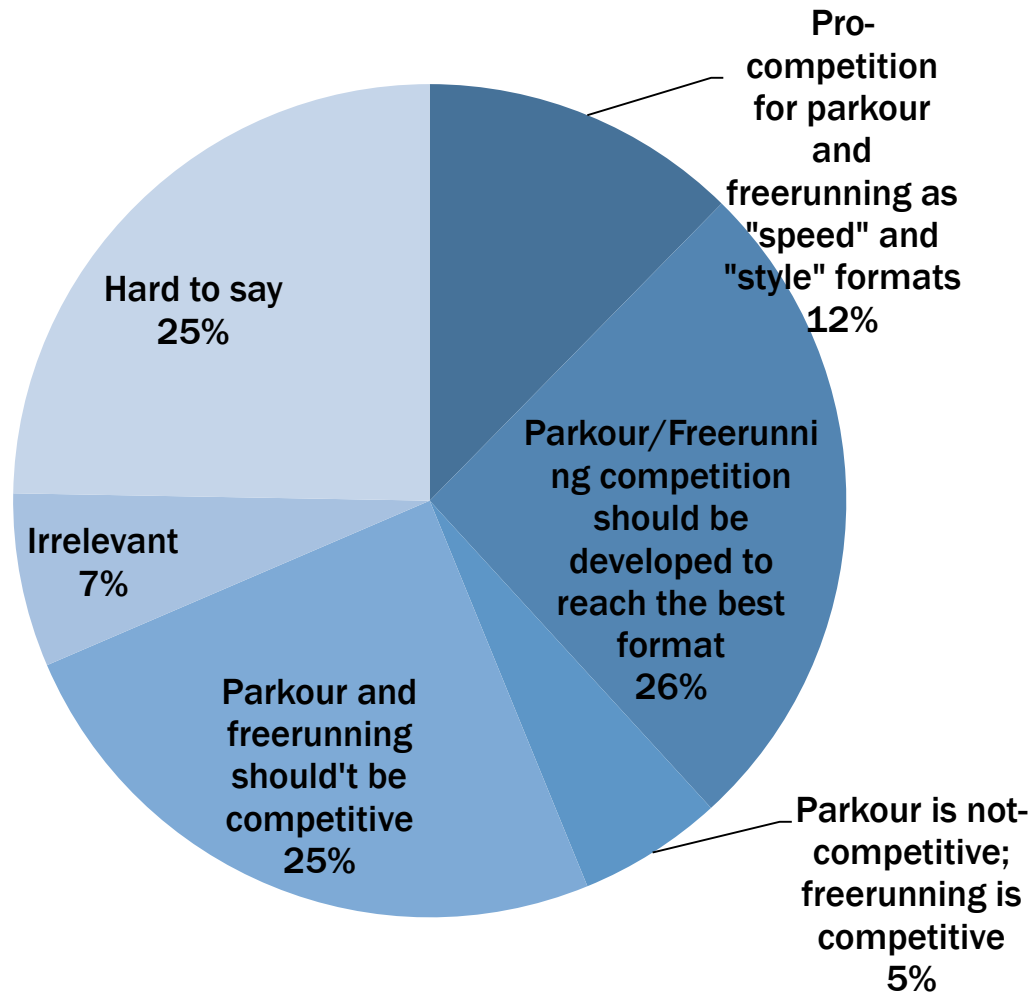 Pro-
competition
for parkour
and
freerunning as
"speed" and
"style" formats
12%
Hard to say
25%
Parkour/Freerunni
ng competition
should be
developed to
reach the best
format
26%
Irrelevant
7%
Parkour and
freerunning
should't be
competitive
25%
Parkour is not-
competitive;
freerunning is
competitive
5%